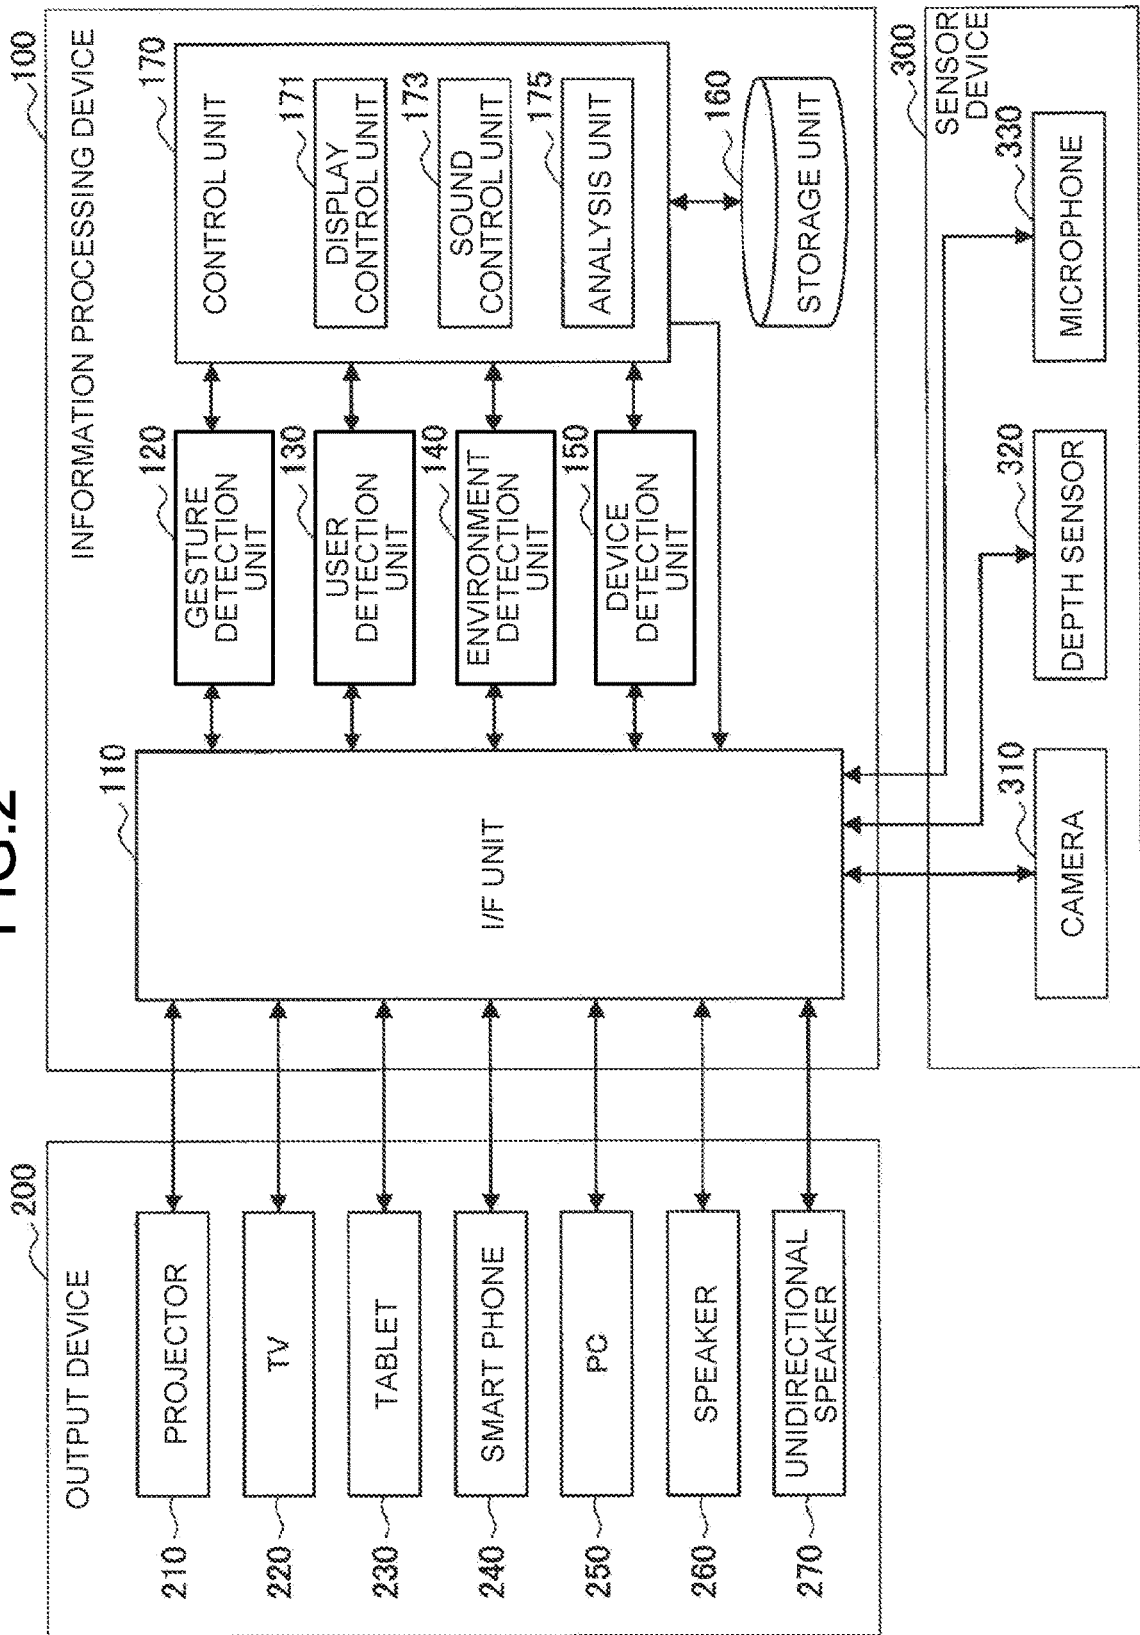 FIG.2
100
INFORMATION PROCESSING DEVICE
170
CONTROL UNIT
171
DISPLAY
CONTROL UNIT
173
SOUND
CONTROL UNIT
175
ANALYSIS UNIT
160
STORAGE UNIT
120
GESTURE
DETECTION
UNIT
130
USER
DETECTION
UNIT
140
ENVIRONMENT
DETECTION
UNIT
150
DEVICE
DETECTION
UNIT
110
I/F UNIT
200
OUTPUT DEVICE
210
PROJECTOR
220
TV
230
TABLET
240
SMART PHONE
250
PC
260
SPEAKER
270
UNIDIRECTIONAL
SPEAKER
300
SENSOR
DEVICE
310
CAMERA
320
DEPTH SENSOR
330
MICROPHONE